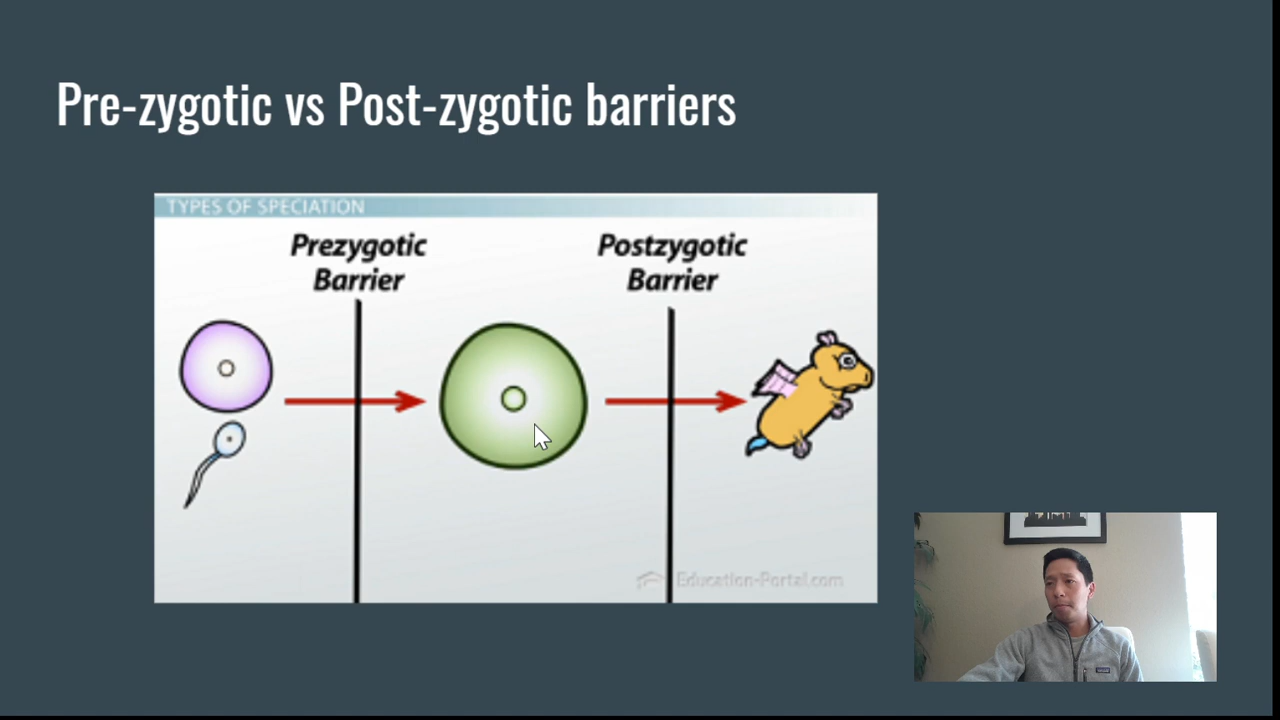 Pre-zygotic vs Post-zygotic barriers
TYPES OF SPECIATION
Prezygotic
Barrier
Postzygotic
Barrier
Education-Portal.com